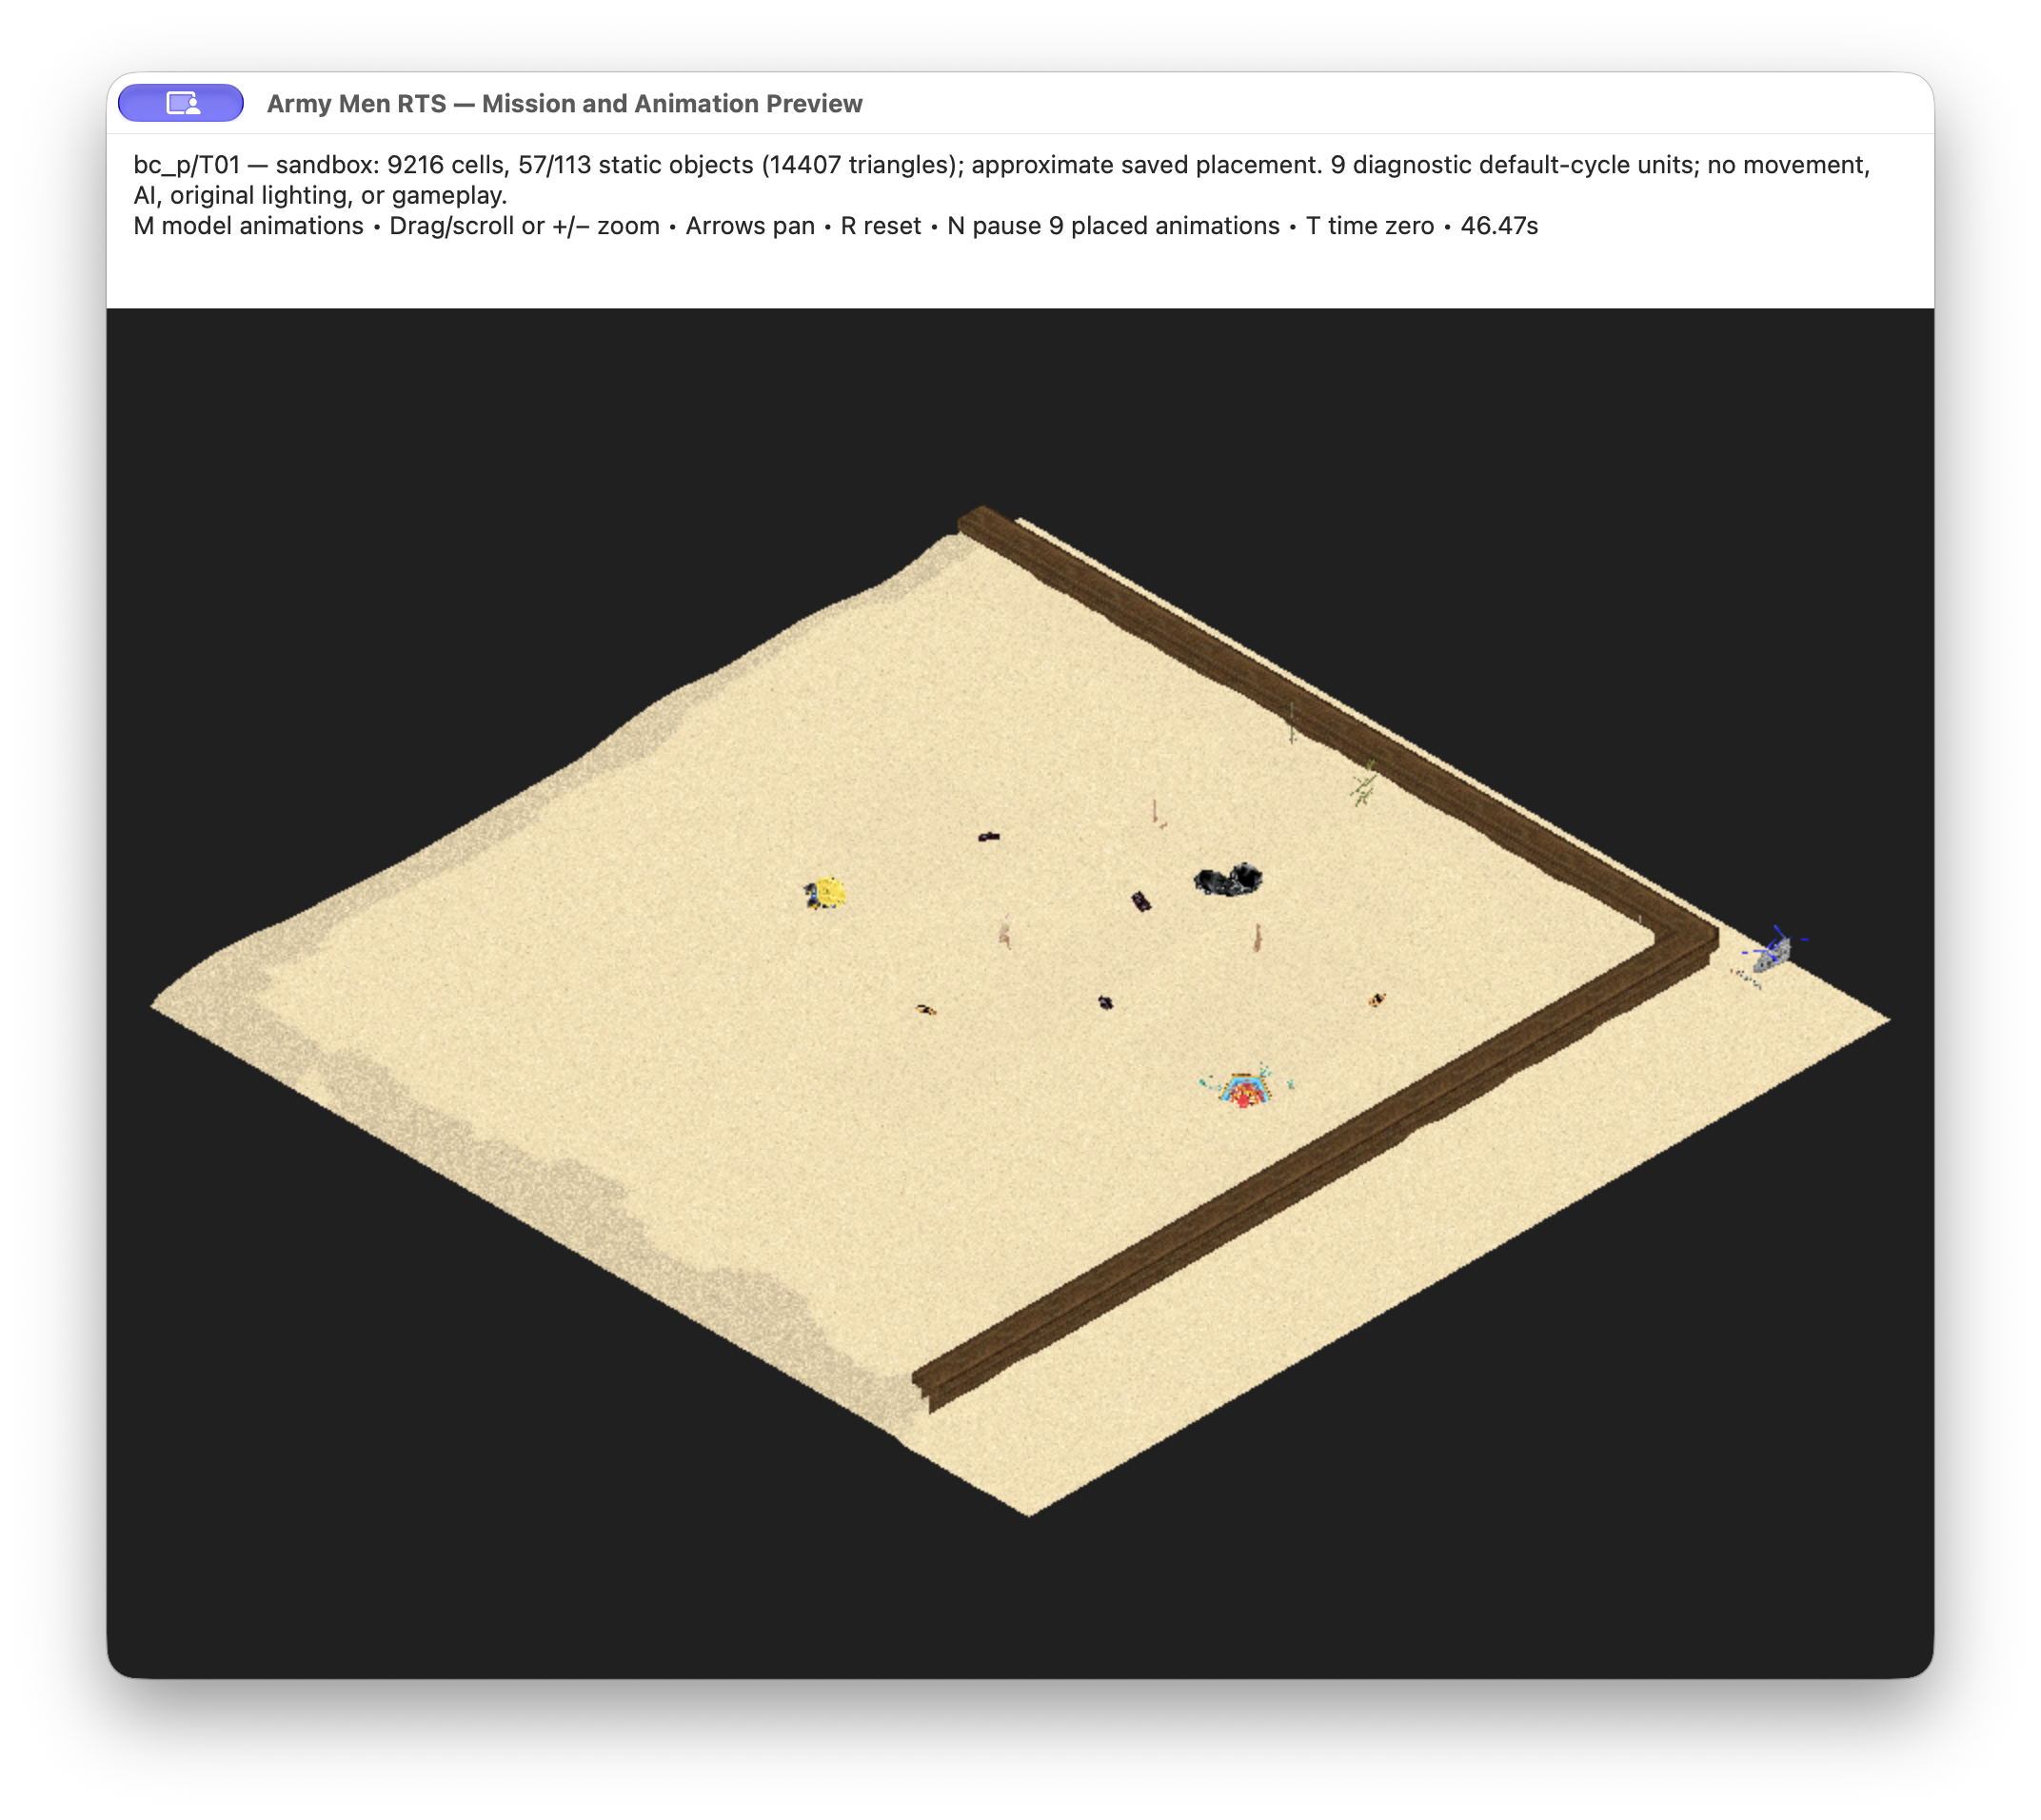 Army Men RTS — Mission and Animation Preview
bc_p/T01 — sandbox: 9216 cells, 57/113 static objects (14407 triangles); approximate saved placement. 9 diagnostic default-cycle units; no movement,
AI, original lighting, or gameplay.
M model animations • Drag/scroll or +/− zoom • Arrows pan • R reset • N pause 9 placed animations • T time zero • 46.47s